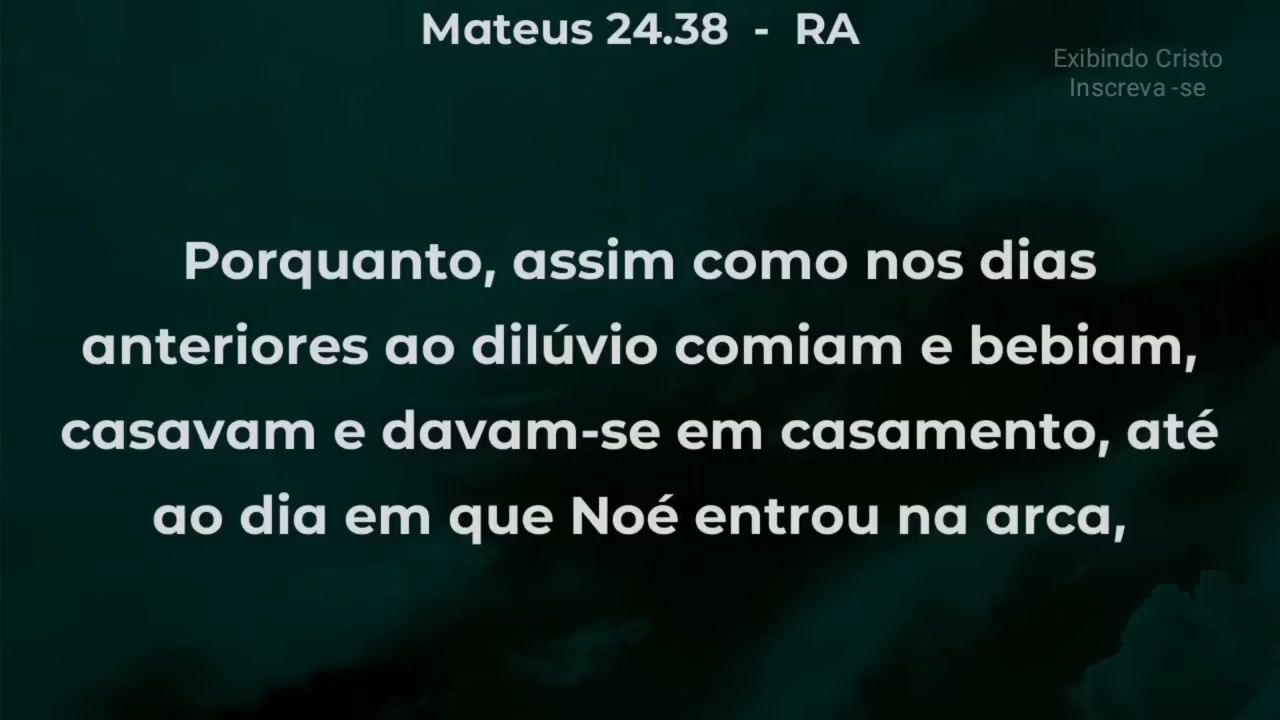 Mateus 24.38 - RA
Exibindo Cristo
Inscreva -se
Porquanto, assim como nos dias
anteriores ao dilúvio comiam e bebiam,
casavam e davam-se em casamento, até
ao dia em que Noé entrou na arca,